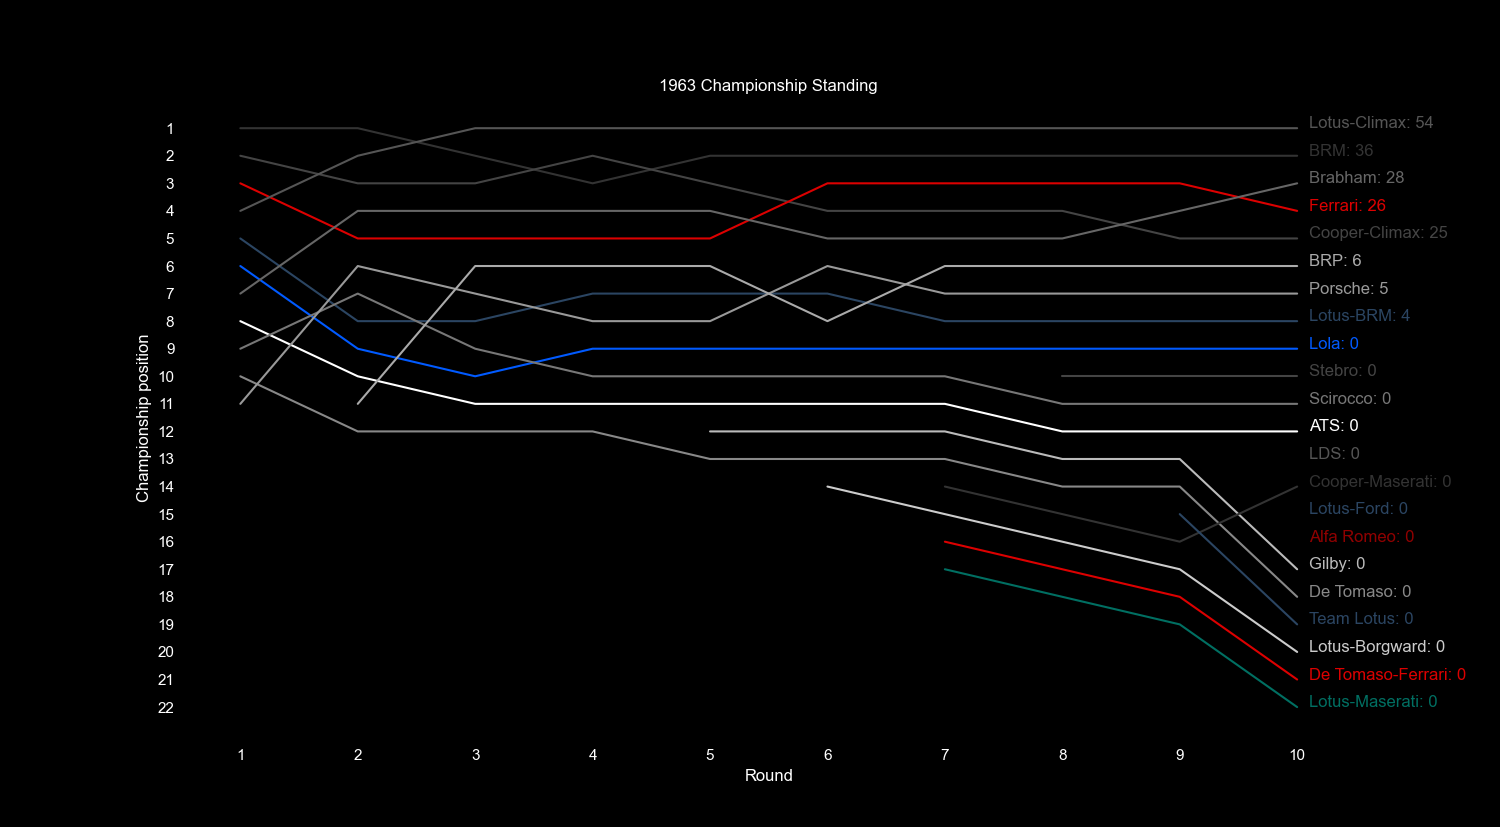 1963 Championship Standing
Championship position
1
2
3
4
5
6
7
8
9
10
11
12
13
14
15
16
17
18
19
20
21
22
Lotus-Climax: 54
BRM: 36
Brabham: 28
Ferrari: 26
Cooper-Climax: 25
BRP: 6
Porsche: 5
Lotus-BRM: 4
Lola: 0
Stebro: 0
Scirocco: 0
ATS: 0
LDS: 0
Cooper-Maserati: 0
Lotus-Ford: 0
Alfa Romeo: 0
Gilby: 0
De Tomaso: 0
Team Lotus: 0
Lotus-Borgward: 0
De Tomaso-Ferrari: 0
Lotus-Maserati: 0
1 2 3 4 5 6 7 8 9 10
Round